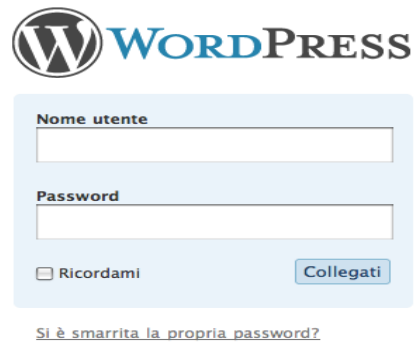 WORDPRESS
Nome utente
Password
Ricordami
Collegati
Si è smarrita la propria password?